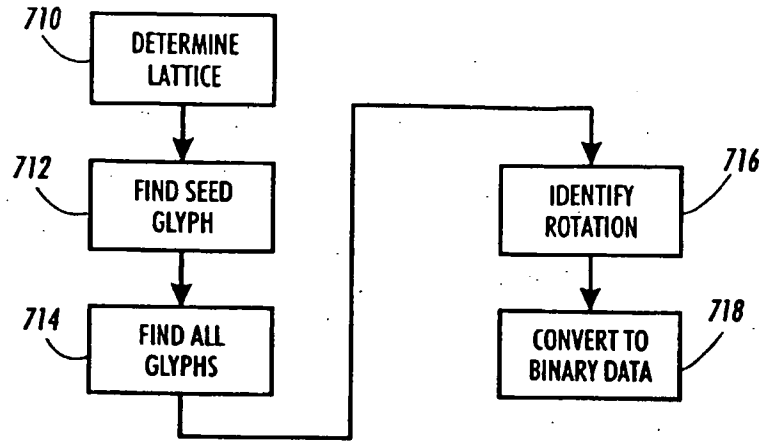 710
DETERMINE
LATTICE
712
FIND SEED
GLYPH
714
FIND ALL
GLYPHS
716
IDENTIFY
ROTATION
718
CONVERT TO
BINARY DATA